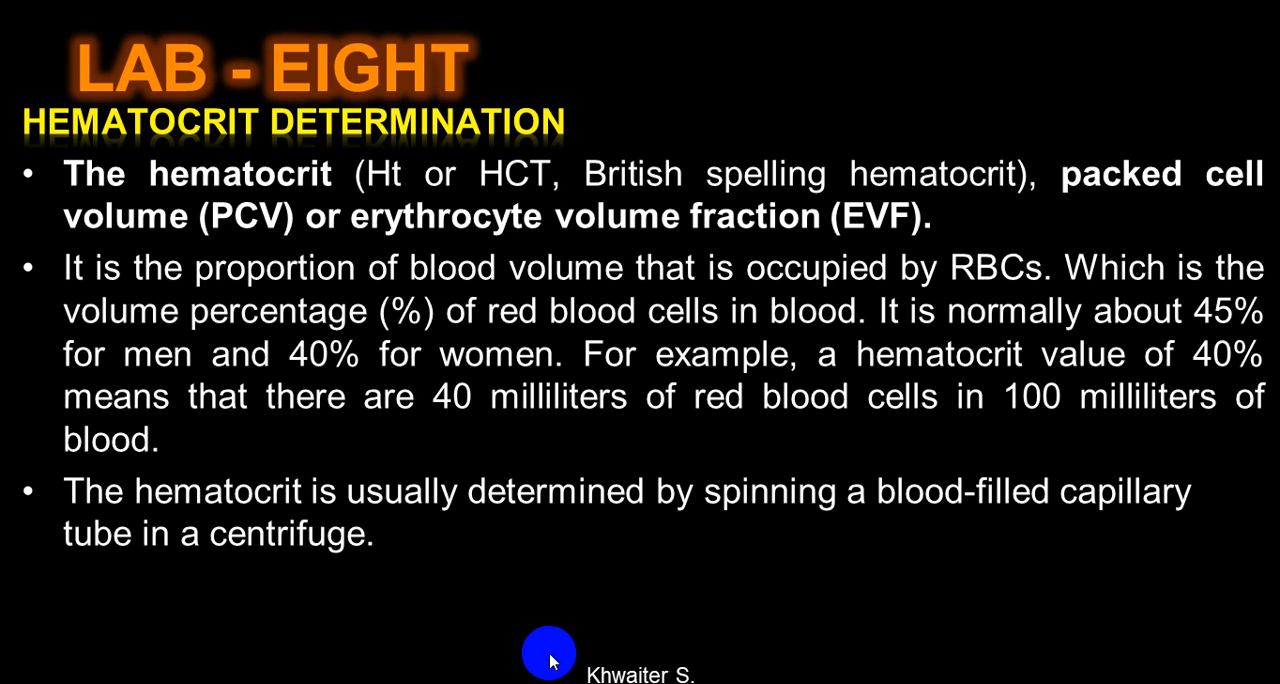 LAB - EIGHT
HEMATOCRIT DETERMINATION
• The hematocrit (Ht or HCT, British spelling hematocrit), packed cell
volume (PCV) or erythrocyte volume fraction (EVF).
• It is the proportion of blood volume that is occupied by RBCs. Which is the
volume percentage (%) of red blood cells in blood. It is normally about 45%
for men and 40% for women. For example, a hematocrit value of 40%
means that there are 40 milliliters of red blood cells in 100 milliliters of
blood.
• The hematocrit is usually determined by spinning a blood-filled capillary
tube in a centrifuge.
Khwaiter S.